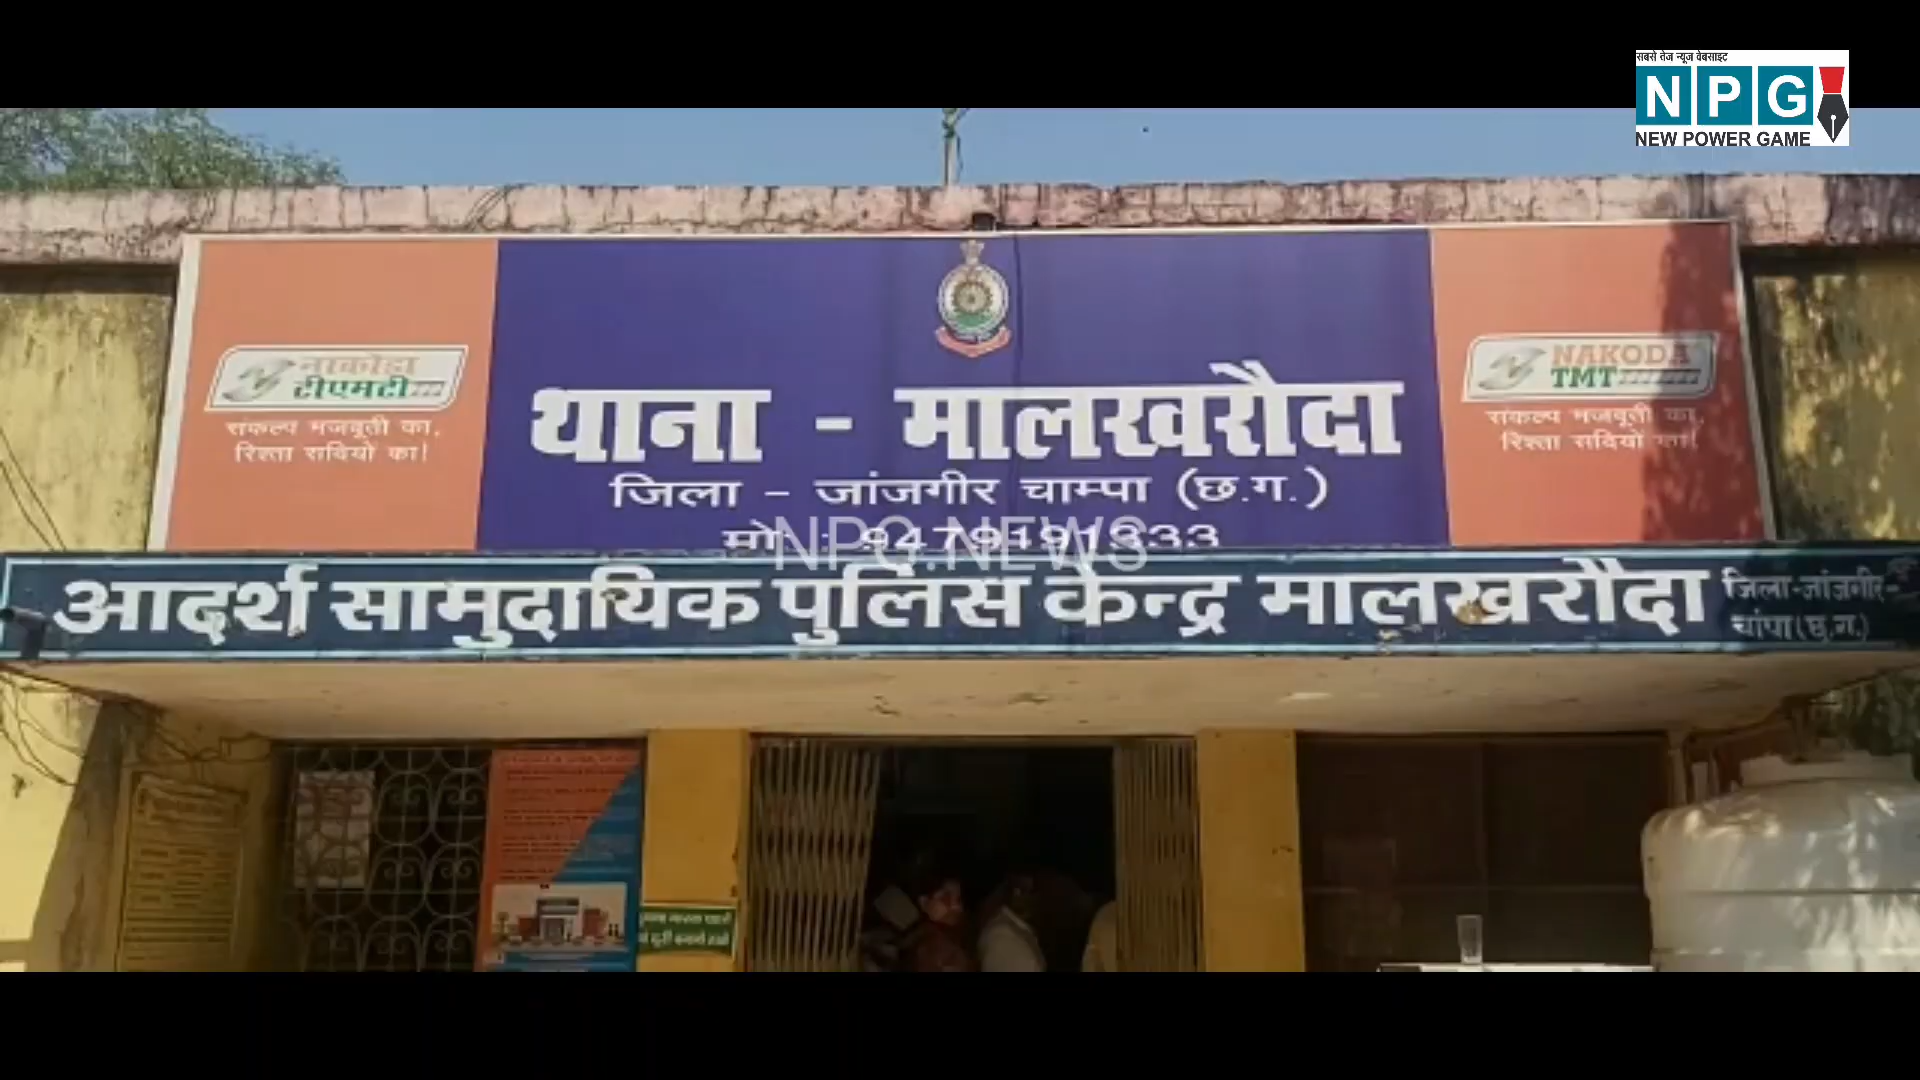 सबसे तेज न्यूज वेबसाइट
NPG
NEW POWER GAME
थाना - मालखरौदा
जिला - जांजगीर चाम्पा (छ.ग.)
मो. : 9479191333
NPG.NEWS
नाकोडा
टीएमटी
संकल्प मजबूती का,
रिश्ता सदियो का!
NAKODA
TMT
संकल्प मजबूती का,
रिश्ता सदियो का!
आदर्श सामुदायिक पुलिस केन्द्र मालखरौदा
जिला-जांजगीर-
चांपा(छ.ग.)